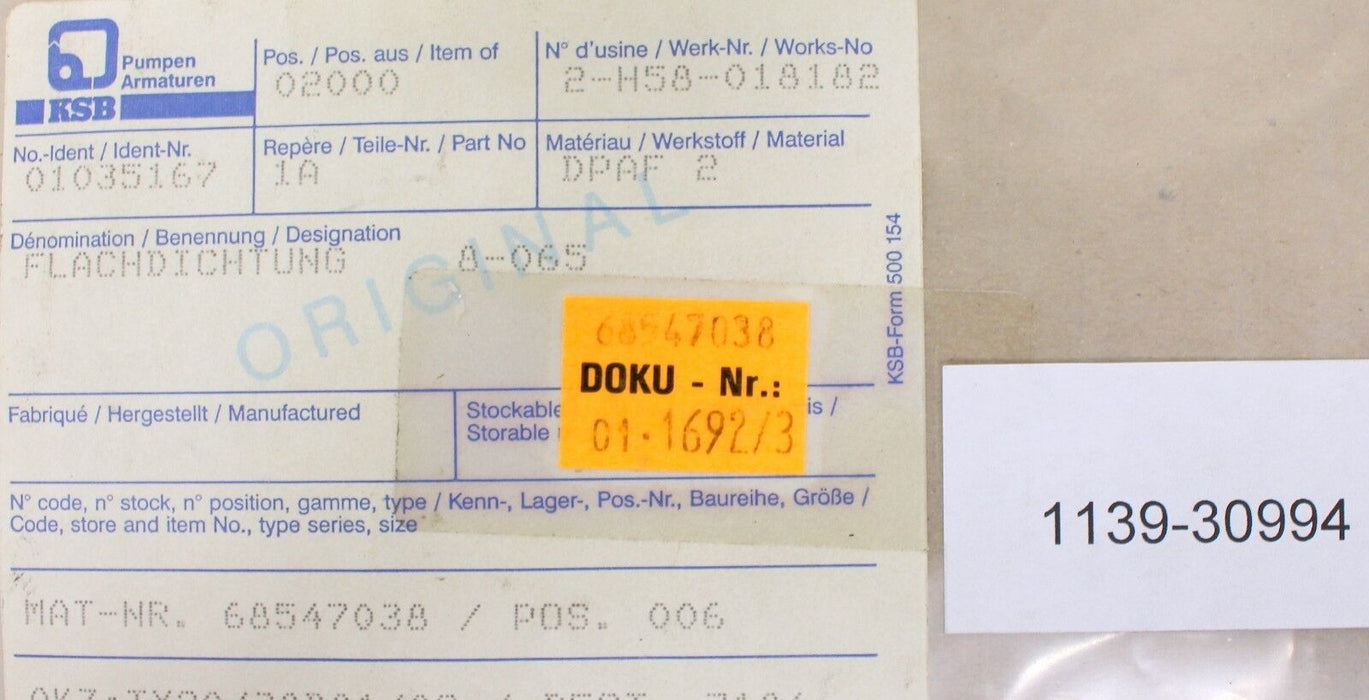 Pumpen
Armaturen
KSB
Pos. / Pos. aus / Item of
02000
N° d'usine / Werk-Nr. / Works-No
2-H58-018182
No.-Ident / Ident-Nr.
01035167
Repère / Teile-Nr. / Part No
1A
Matériau / Werkstoff / Material
DPAF 2
Dénomination / Benennung / Designation
FLACHDICHTUNG A-065
ORIGINAL
KSB-Form 500 154
68547038
DOKU - Nr.:
01.1692/3
Fabriqué / Hergestellt / Manufactured
Stockable is /
Storable
N° code, n° stock, n° position, gamme, type / Kenn-, Lager-, Pos.-Nr., Baureihe, Größe /
Code, store and item No., type series, size
MAT-NR. 68547038 / POS. 006
1139-30994